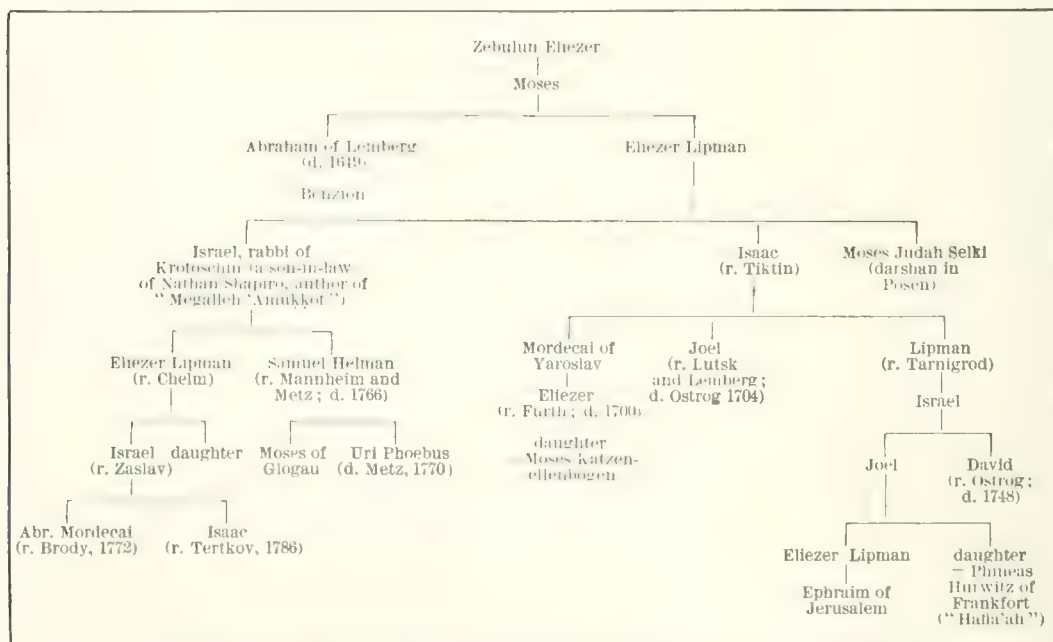 Zebulun Eliezer
Moses
Abraham of Lemberg
(d. 1649)
Eliezer Lipman
Benzion
Israel, rabbi of
Krotoschin (a son-in-law
of Nathan Shapiro, author of
"Megalleh 'Amukkot")
Isaac
(r. Tiktin)
Moses Judah Selki
(darshan in
Posen)
Eliezer Lipman
(r. Chelm)
Samuel Helman
(r. Mannheim and
Metz; d. 1766)
Mordecai of
Yaroslav
Joel
(r. Lutsk
and Lemberg;
d. Ostrog 1704)
Lipman
(r. Tarnigrod)
Eliezer
(r. Fürth; d. 1700)
Israel
Israel
(r. Zaslav)
daughter
Moses of
Glogau
Uri Phoebus
(d. Metz, 1770)
daughter
Moses Katzen-
ellenbogen
Joel
David
(r. Ostrog;
d. 1748)
Abr. Mordecai
(r. Brody, 1772)
Isaac
(r. Tertkov, 1786)
Eliezer Lipman
daughter
= Phineas
Hurwitz of
Frankfort
("Hafla'ah")
Ephraim of
Jerusalem